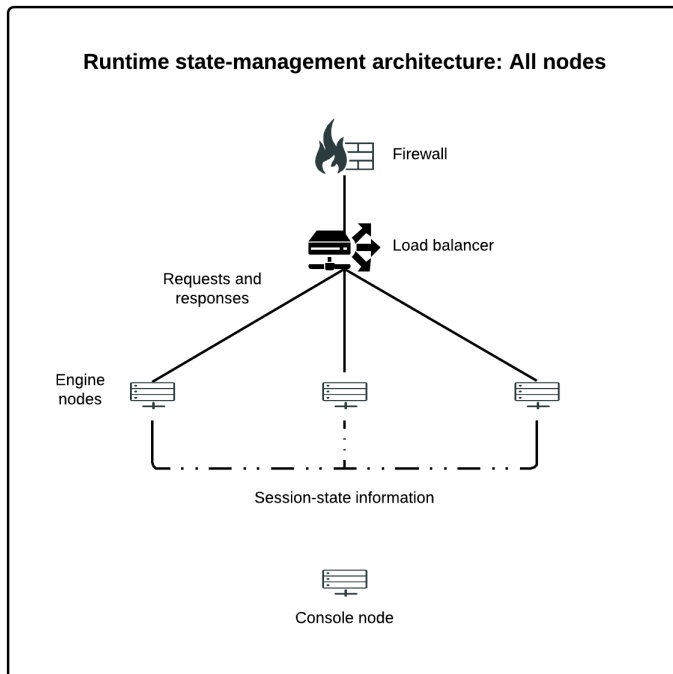 Runtime state-management architecture: All nodes
Firewall
Load balancer
Requests and
responses
Engine
nodes
Session-state information
Console node